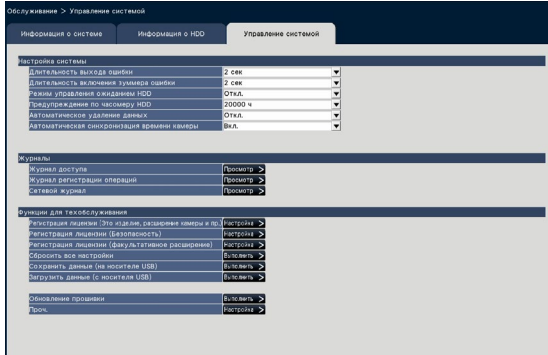 Обслуживание > Управление системой
Информация о системе Информация о HDD Управление системой
Настройка системы
Длительность выхода ошибки 2 сек
Длительность включения зуммера ошибки 2 сек
Режим управления ожиданием HDD Откл.
Предупреждение по часомеру HDD 20000 ч
Автоматическое удаление данных Откл.
Автоматическая синхронизация времени камеры Вкл.
Журналы
Журнал доступа Просмотр >
Журнал регистрации операций Просмотр >
Сетевой журнал Просмотр >
Функции для техобслуживания
Регистрация лицензии (Это изделие, расширение камеры и пр.) Настройка >
Регистрация лицензии (Безопасность) Настройка >
Регистрация лицензии (факультативное расширение) Настройка >
Сбросить все настройки Выполнить >
Сохранить данные (на носителе USB) Выполнить >
Загрузить данные (с носителя USB) Выполнить >
Обновление прошивки Выполнить >
Проч. Настройка >